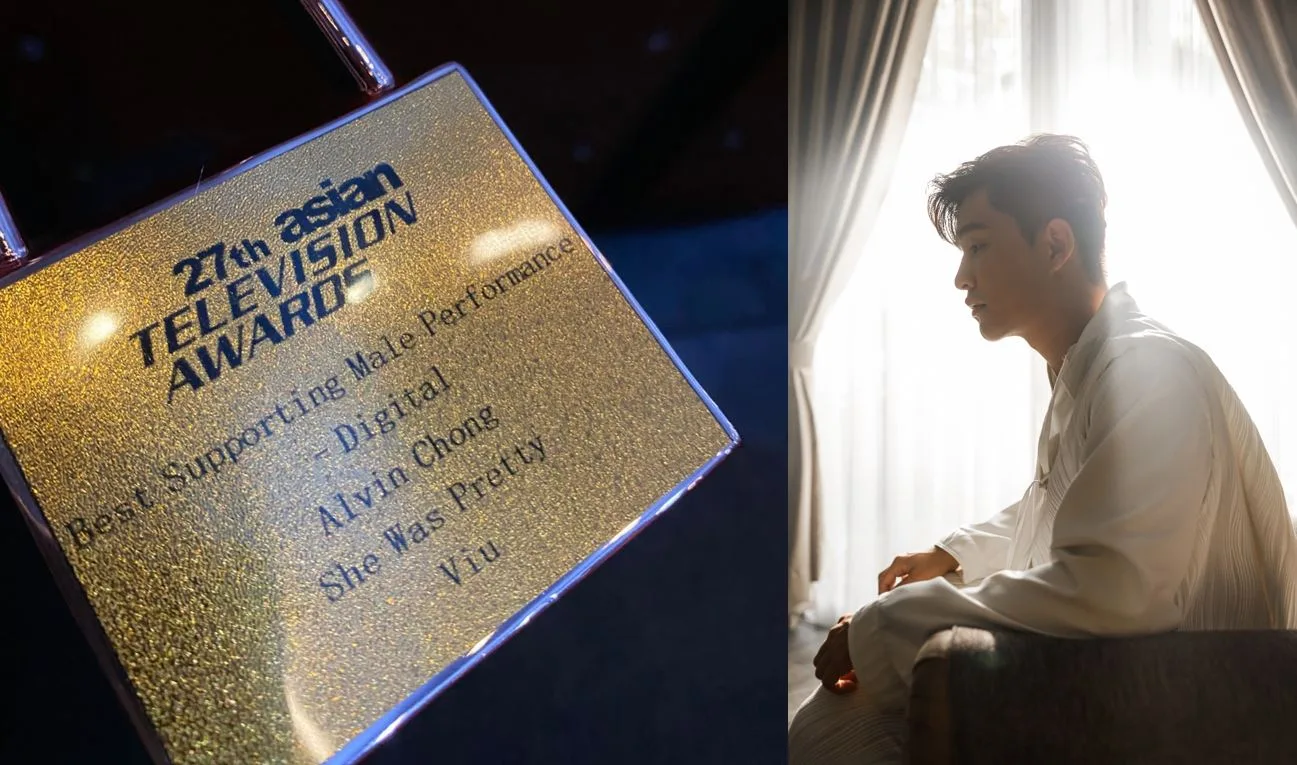 27th asian
TELEVISION
AWARDS
Best Supporting Male Performance
- Digital
Alvin Chong
She Was Pretty
Viu